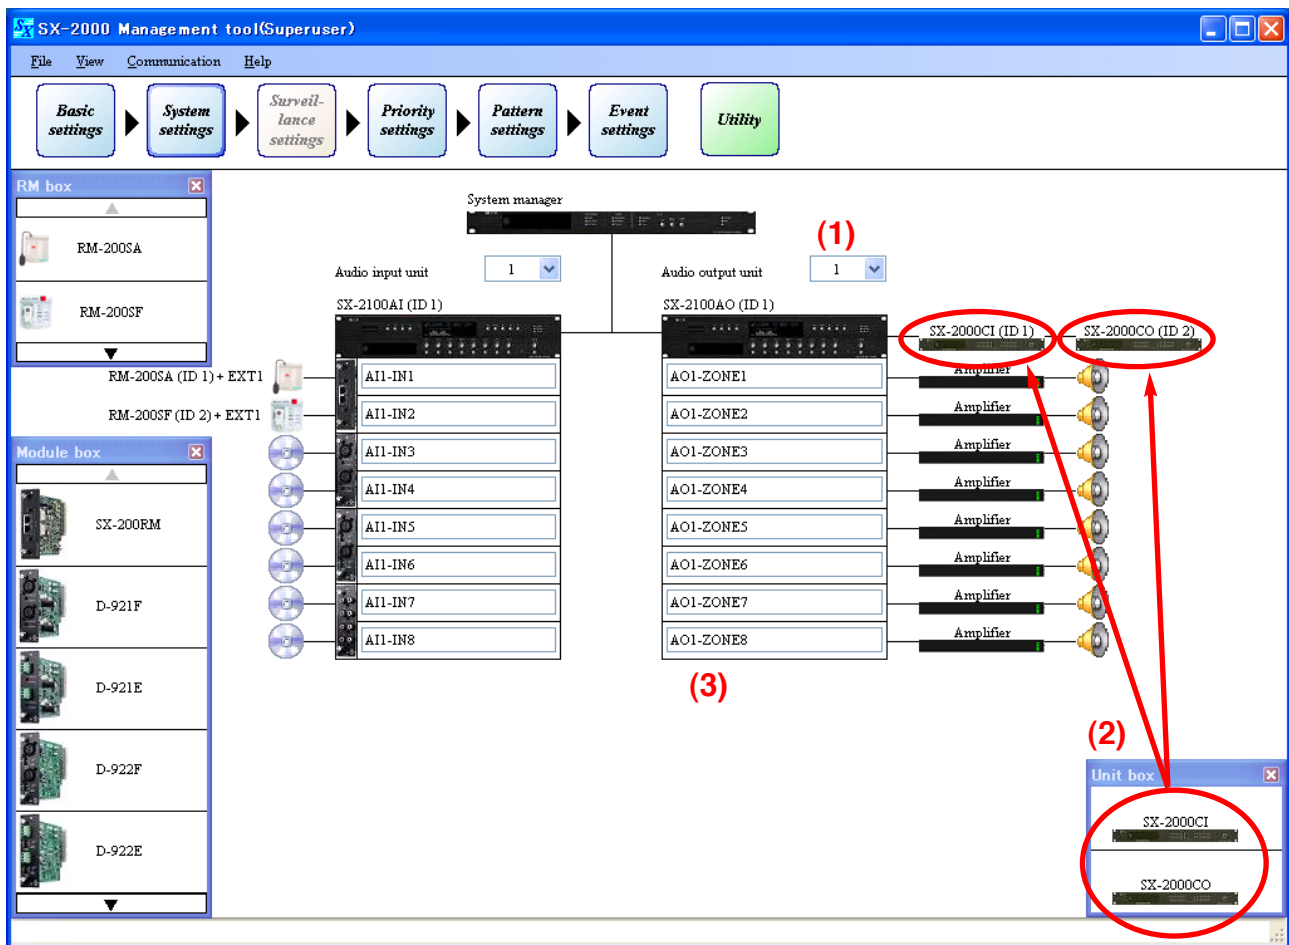 SX SX-2000 Management tool(Superuser)
File View Communication Help
Basic settings
System settings
Surveil-lance settings
Priority settings
Pattern settings
Event settings
Utility
RM box
RM-200SA
RM-200SF
System manager
(1)
Audio input unit 1
Audio output unit 1
SX-2100AI (ID 1)
SX-2100AO (ID 1)
SX-2000CI (ID 1)
SX-2000CO (ID 2)
RM-200SA (ID 1) + EXT1
AI1-IN1
AO1-ZONE1
Amplifier
RM-200SF (ID 2) + EXT1
AI1-IN2
AO1-ZONE2
Amplifier
Module box
AI1-IN3
AO1-ZONE3
Amplifier
AI1-IN4
AO1-ZONE4
Amplifier
SX-200RM
AI1-IN5
AO1-ZONE5
Amplifier
AI1-IN6
AO1-ZONE6
Amplifier
D-921F
AI1-IN7
AO1-ZONE7
Amplifier
AI1-IN8
AO1-ZONE8
Amplifier
D-921E
(3)
(2)
D-922F
D-922E
Unit box
SX-2000CI
SX-2000CO